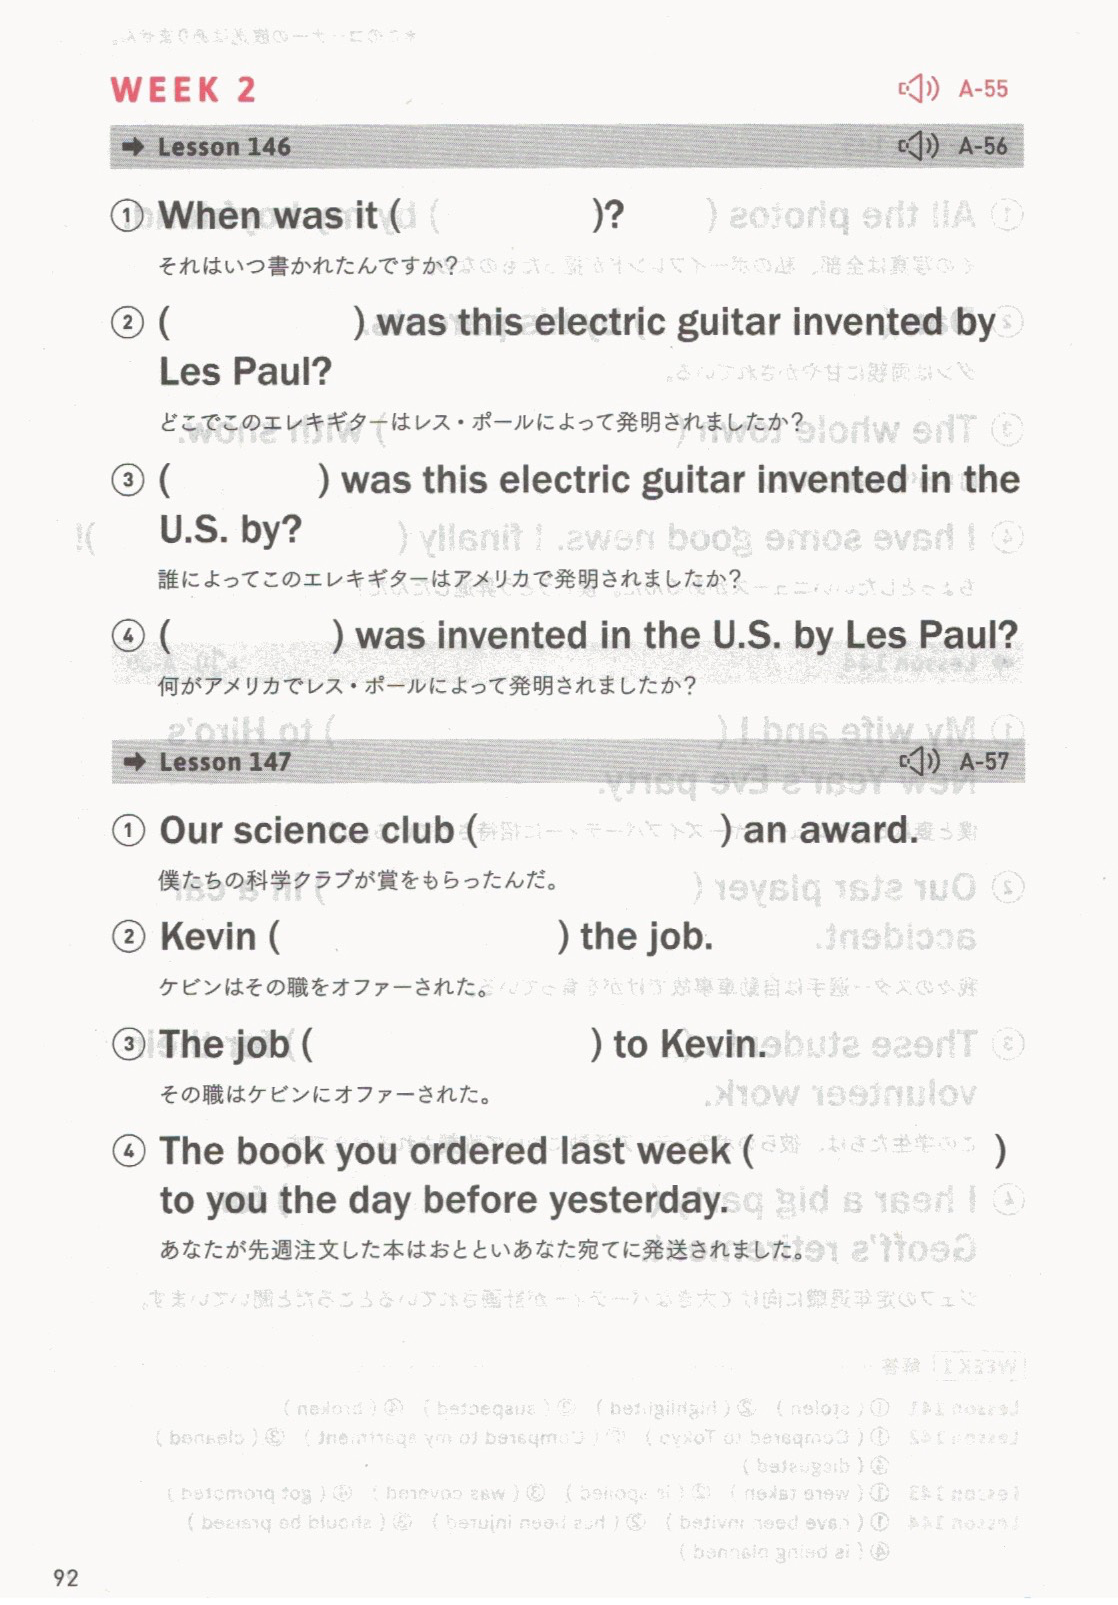 WEEK 2 A-55
➡ Lesson 146 A-56
① When was it ( )?
それはいつ書かれたんですか?
② ( ) was this electric guitar invented by
Les Paul?
どこでこのエレキギターはレス・ポールによって発明されましたか?
③ ( ) was this electric guitar invented in the
U.S. by?
誰によってこのエレキギターはアメリカで発明されましたか?
④ ( ) was invented in the U.S. by Les Paul?
何がアメリカでレス・ポールによって発明されましたか?
➡ Lesson 147 A-57
① Our science club ( ) an award.
僕たちの科学クラブが賞をもらったんだ。
② Kevin ( ) the job.
ケビンはその職をオファーされた。
③ The job ( ) to Kevin.
その職はケビンにオファーされた。
④ The book you ordered last week ( )
to you the day before yesterday.
あなたが先週注文した本はおとといあなた宛てに発送されました。
92